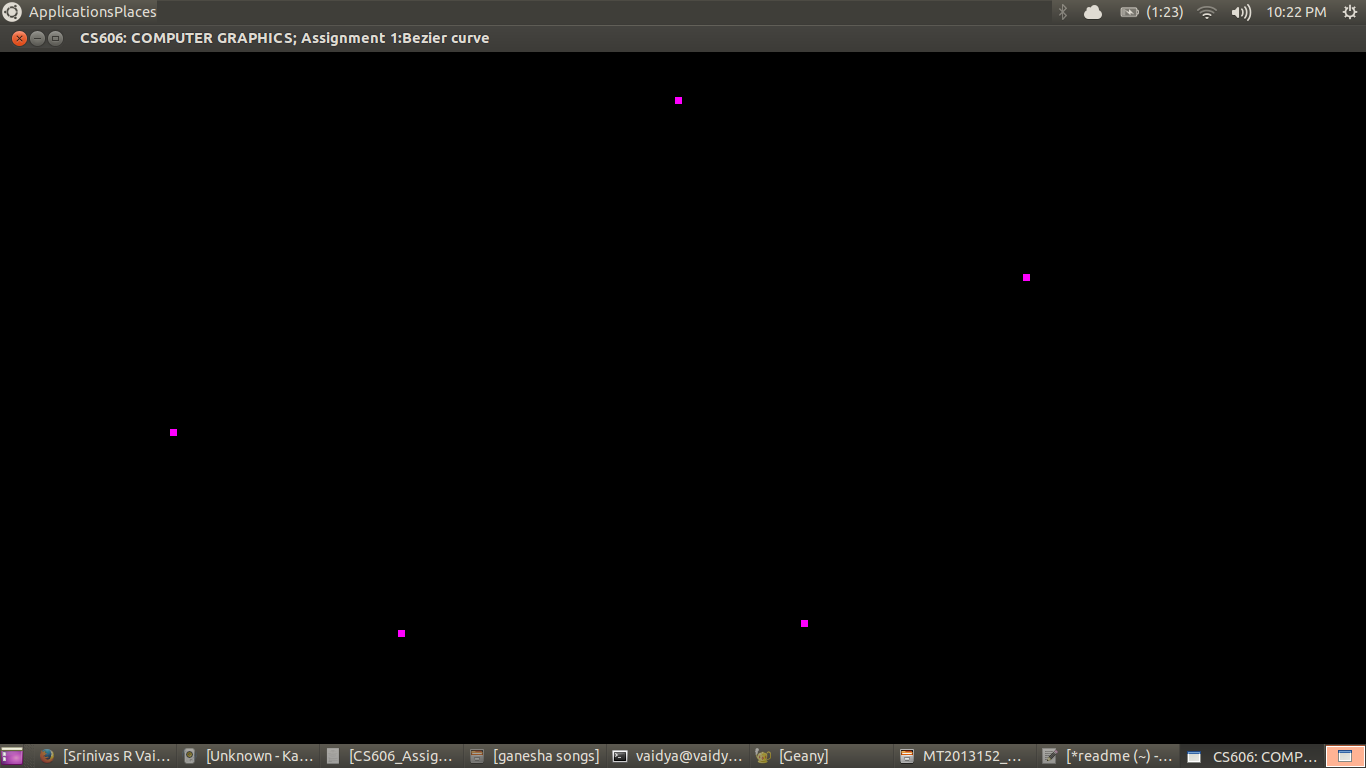 ApplicationsPlaces (1:23) 10:22 PM
CS606: COMPUTER GRAPHICS; Assignment 1:Bezier curve
[Srinivas R Vai... [Unknown - Ka... [CS606_Assig... [ganesha songs] vaidya@vaidy... [Geany] MT2013152_... [*readme (~) -... CS606: COMP...